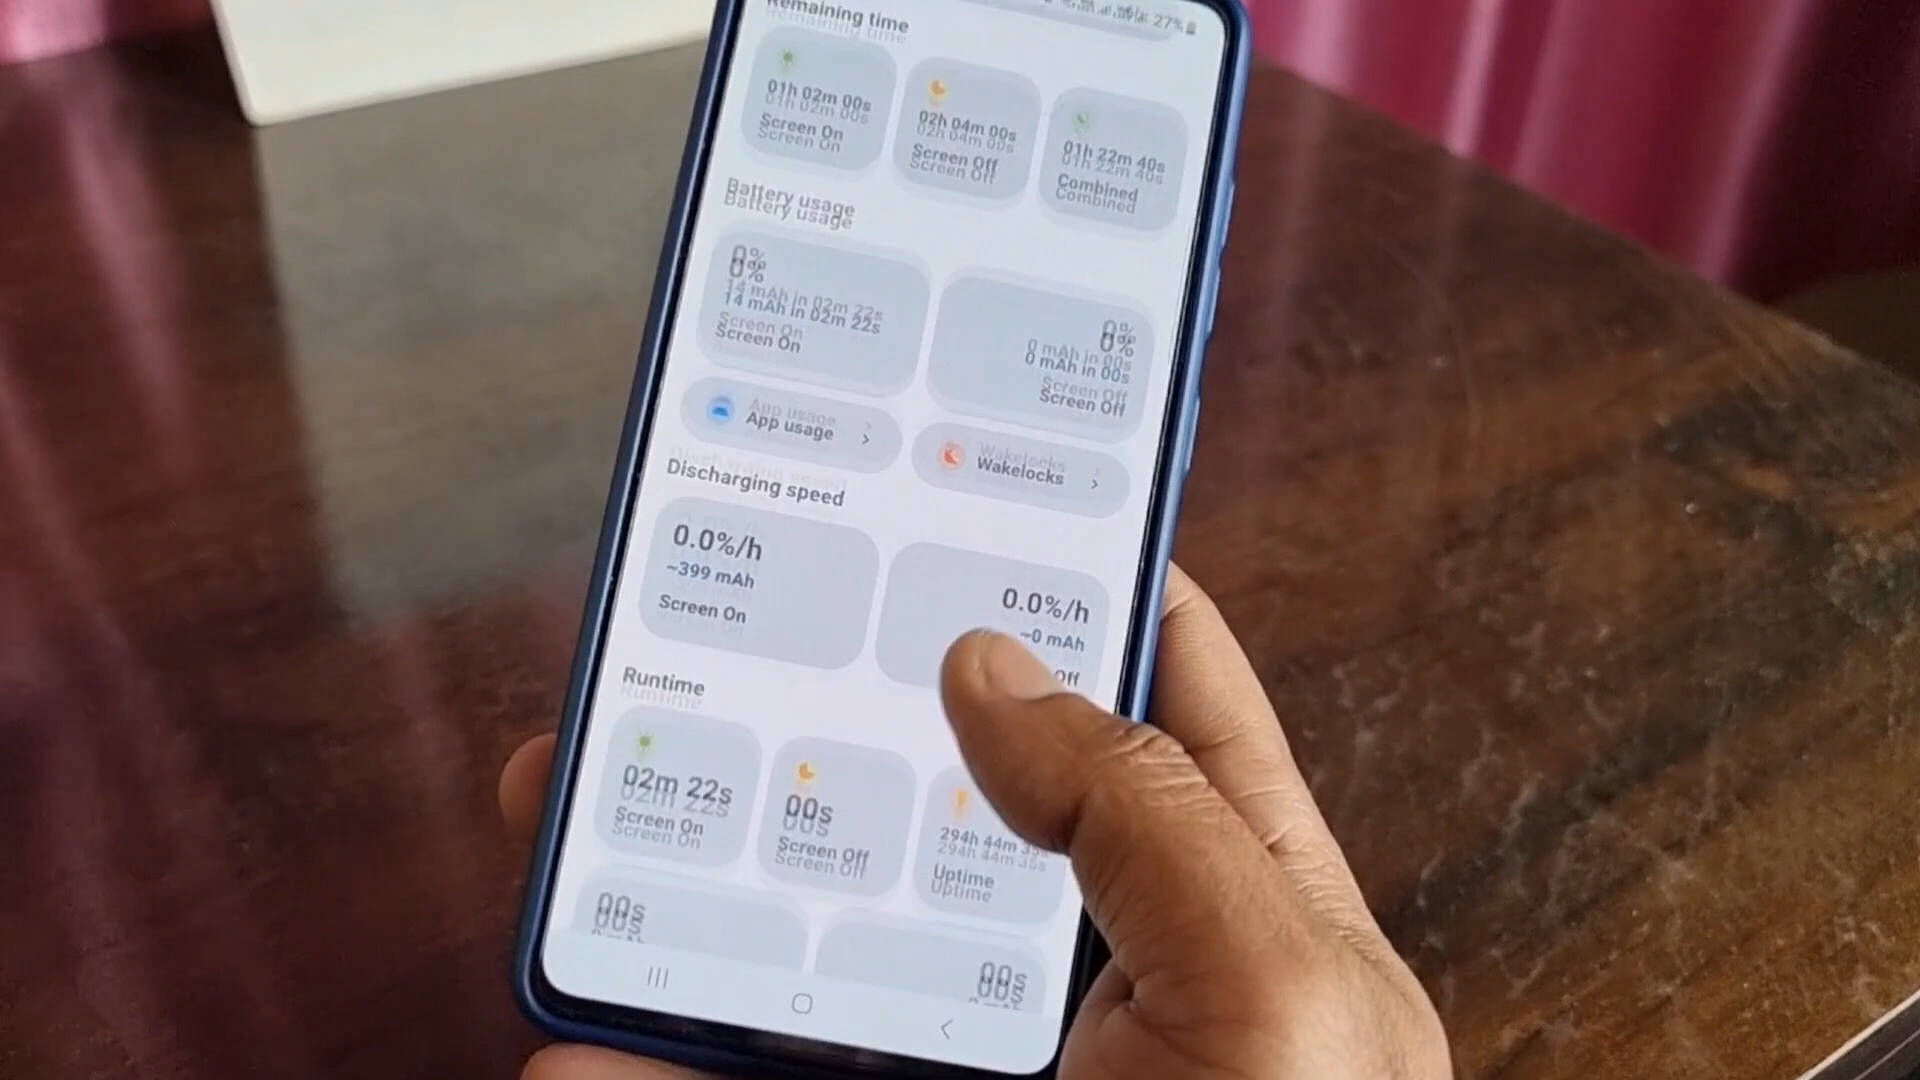 27%
Remaining time
01h 02m 00s
Screen On
02h 04m 00s
Screen Off
01h 22m 40s
Combined
Battery usage
0%
14 mAh in 02m 22s
Screen On
0%
0 mAh in 00s
Screen Off
App usage
Wakelocks
Discharging speed
0.0%/h
~399 mAh
Screen On
0.0%/h
~0 mAh
Off
Runtime
02m 22s
Screen On
00s
Screen Off
294h 44m 35s
Uptime
00s
00s